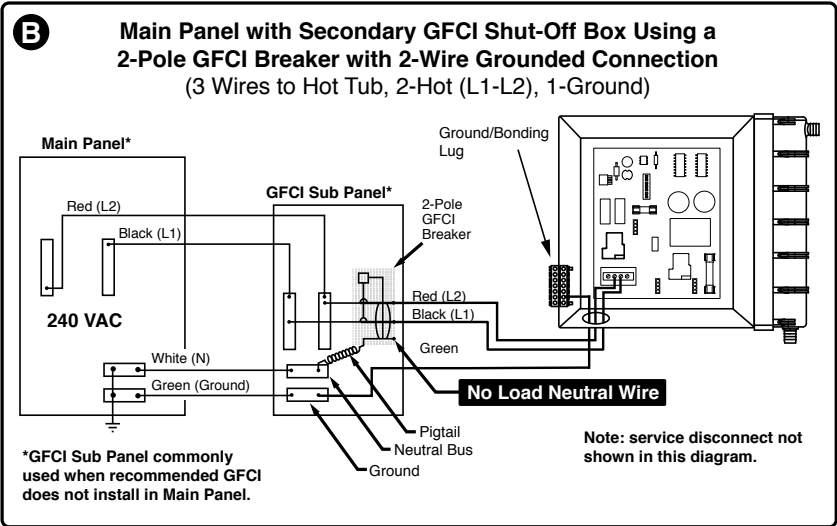 B
Main Panel with Secondary GFCI Shut-Off Box Using a
2-Pole GFCI Breaker with 2-Wire Grounded Connection
(3 Wires to Hot Tub, 2-Hot (L1-L2), 1-Ground)
Ground/Bonding
Lug
Main Panel*
GFCI Sub Panel*
2-Pole
GFCI
Breaker
Red (L2)
Black (L1)
240 VAC
Red (L2)
Black (L1)
Green
White (N)
Green (Ground)
No Load Neutral Wire
Pigtail
Neutral Bus
Ground
*GFCI Sub Panel commonly
used when recommended GFCI
does not install in Main Panel.
Note: service disconnect not
shown in this diagram.